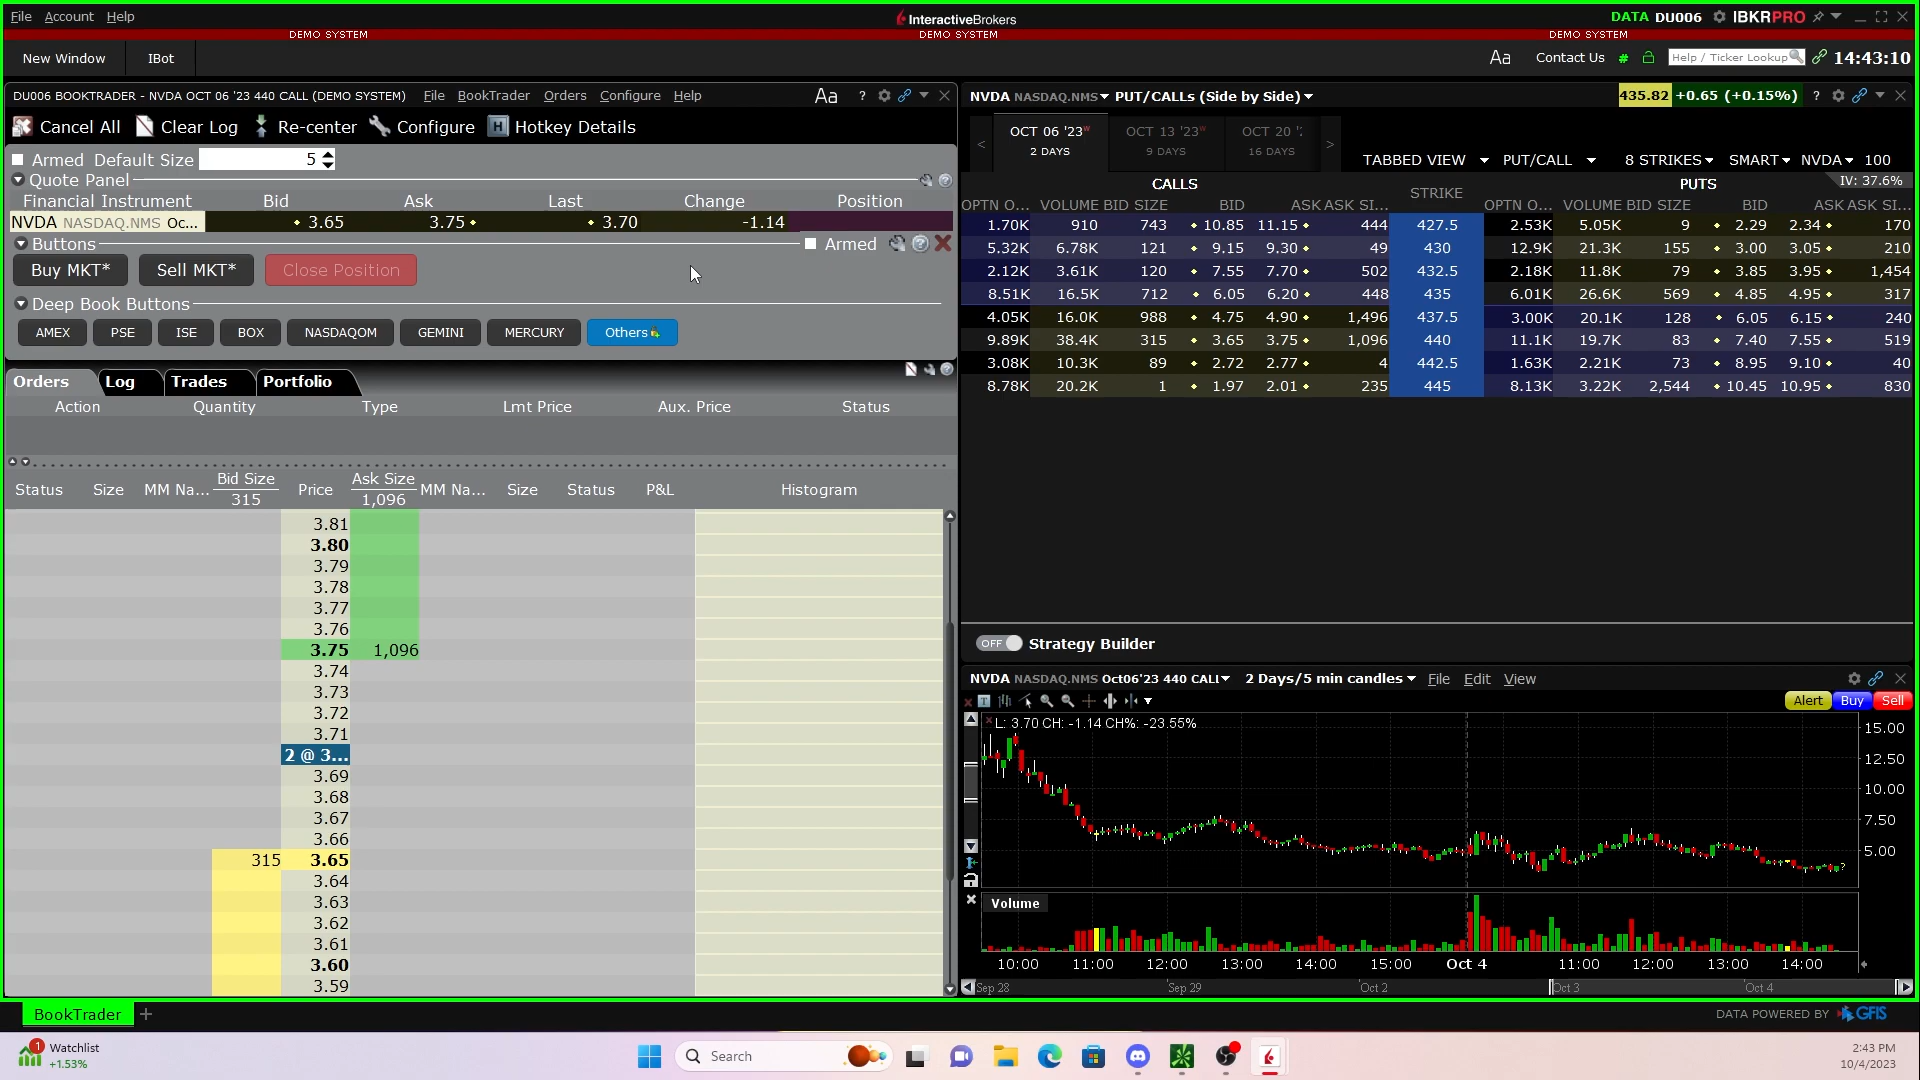 File Account Help
InteractiveBrokers
DATA DU006 IBKRPRO
DEMO SYSTEM DEMO SYSTEM DEMO SYSTEM
New Window IBot
Aa Contact Us # Help / Ticker Lookup 14:43:10
DU006 BOOKTRADER - NVDA OCT 06 '23 440 CALL (DEMO SYSTEM) File BookTrader Orders Configure Help Aa ?
Cancel All Clear Log Re-center Configure H Hotkey Details
Armed Default Size 5
Quote Panel
Financial Instrument Bid Ask Last Change Position
NVDA NASDAQ.NMS Oc... 3.65 3.75 3.70 -1.14
Buttons Armed
Buy MKT* Sell MKT* Close Position
Deep Book Buttons
AMEX PSE ISE BOX NASDAQOM GEMINI MERCURY Others
Orders Log Trades Portfolio
Action Quantity Type Lmt Price Aux. Price Status
Status Size MM Na... Bid Size Price Ask Size MM Na... Size Status P&L Histogram
315 1,096
3.81
3.80
3.79
3.78
3.77
3.76
3.75 1,096
3.74
3.73
3.72
3.71
2 @ 3...
3.69
3.68
3.67
3.66
315 3.65
3.64
3.63
3.62
3.61
3.60
3.59
NVDA NASDAQ.NMS PUT/CALLs (Side by Side) 435.82 +0.65 (+0.15%) ?
< OCT 06 '23W OCT 13 '23W OCT 20 '2 >
2 DAYS 9 DAYS 16 DAYS
TABBED VIEW PUT/CALL 8 STRIKES SMART NVDA 100
CALLS STRIKE PUTS IV: 37.6%
OPTN O... VOLUME BID SIZE BID ASK ASK SI... OPTN O... VOLUME BID SIZE BID ASK ASK SI...
1.70K 910 743 10.85 11.15 444 427.5 2.53K 5.05K 9 2.29 2.34 170
5.32K 6.78K 121 9.15 9.30 49 430 12.9K 21.3K 155 3.00 3.05 210
2.12K 3.61K 120 7.55 7.70 502 432.5 2.18K 11.8K 79 3.85 3.95 1,454
8.51K 16.5K 712 6.05 6.20 448 435 6.01K 26.6K 569 4.85 4.95 317
4.05K 16.0K 988 4.75 4.90 1,496 437.5 3.00K 20.1K 128 6.05 6.15 240
9.89K 38.4K 315 3.65 3.75 1,096 440 11.1K 19.7K 83 7.40 7.55 519
3.08K 10.3K 89 2.72 2.77 4 442.5 1.63K 2.21K 73 8.95 9.10 40
8.78K 20.2K 1 1.97 2.01 235 445 8.13K 3.22K 2,544 10.45 10.95 830
OFF Strategy Builder
NVDA NASDAQ.NMS Oct06'23 440 CALL 2 Days/5 min candles File Edit View
Alert Buy Sell
L: 3.70 CH: -1.14 CH%: -23.55%
15.00
12.50
10.00
7.50
5.00
Volume
10:00 11:00 12:00 13:00 14:00 15:00 Oct 4 11:00 12:00 13:00 14:00
Sep 28 Sep 29 Oct 2 Oct 3 Oct 4
BookTrader +
DATA POWERED BY GFIS
1 Watchlist
+1.53%
Search
2:43 PM
10/4/2023